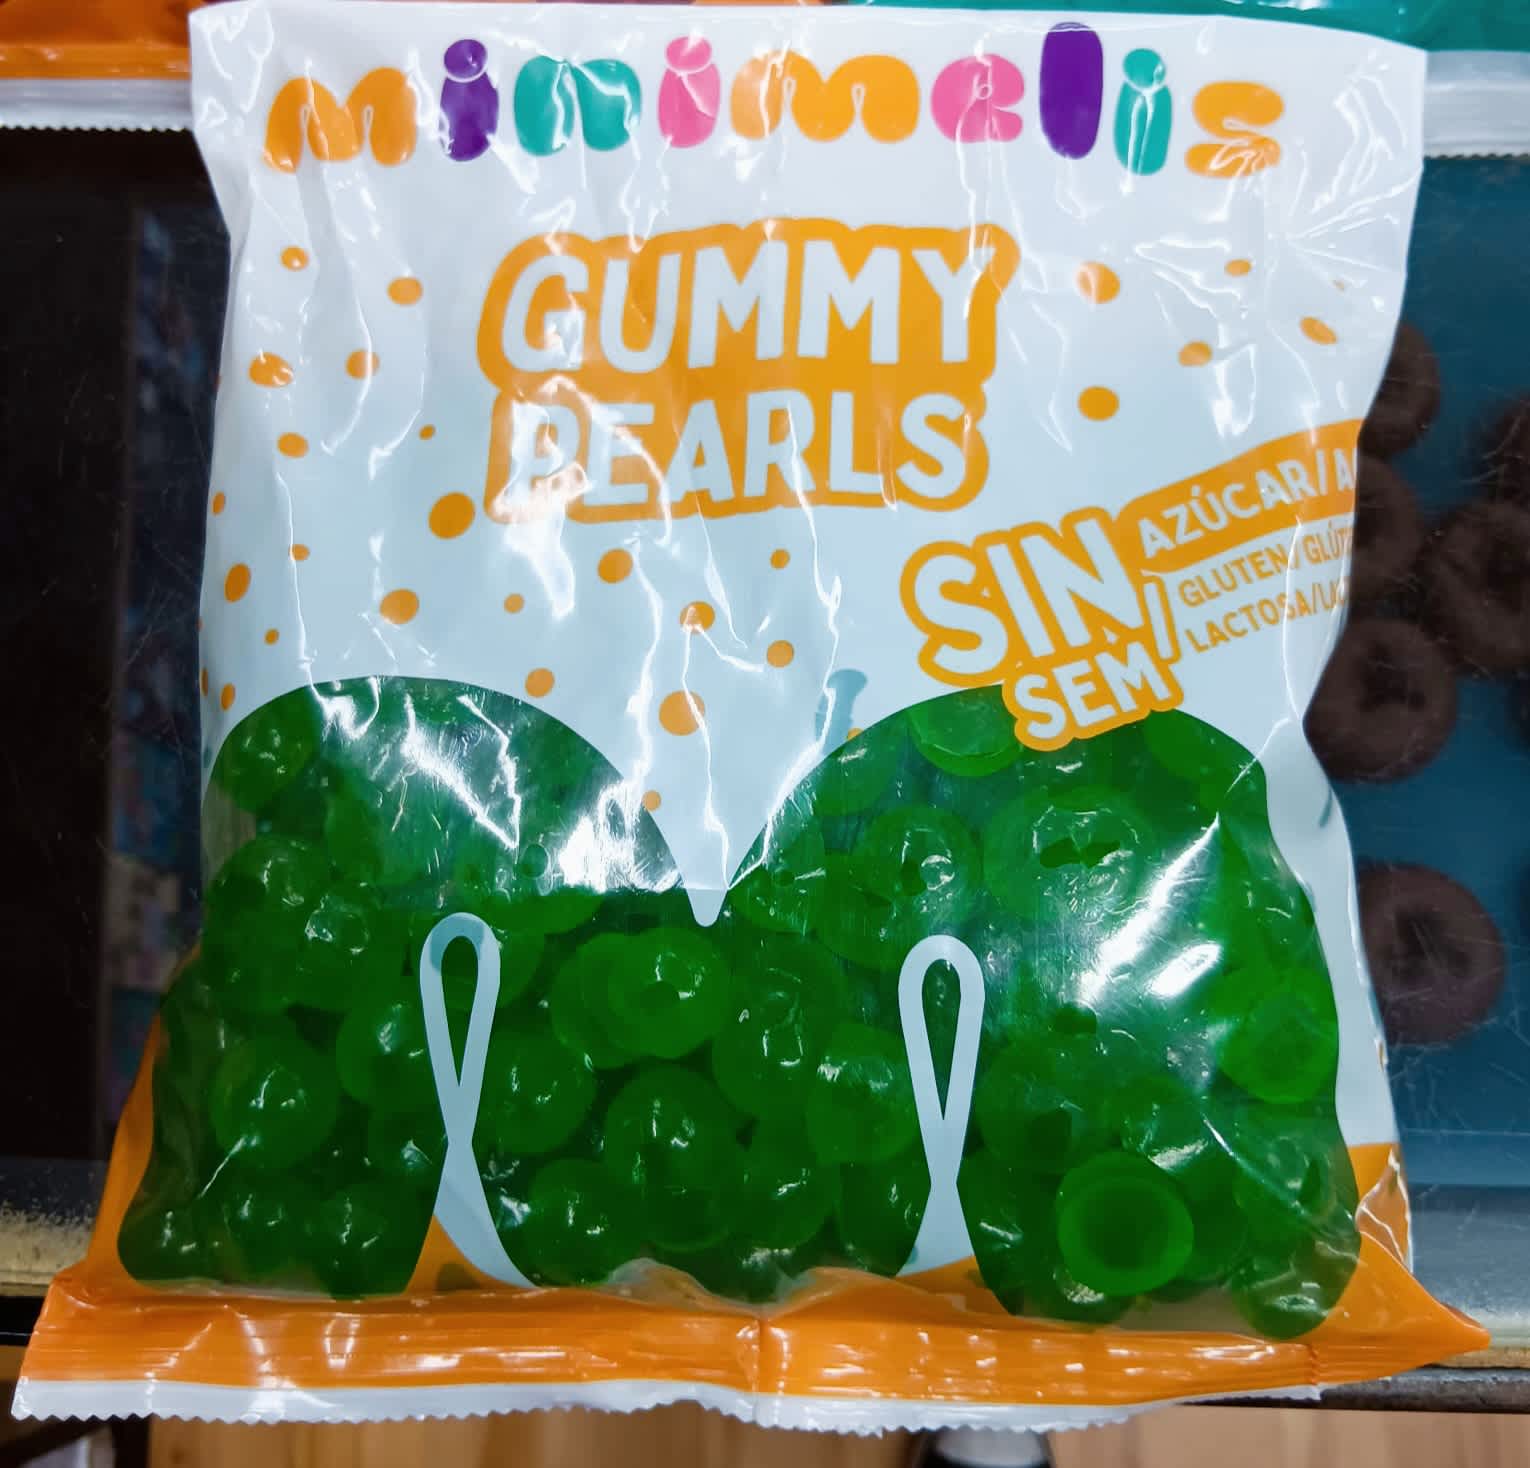 minimelis
GUMMY
PEARLS
SIN/
SEM
AZÚCAR/
GLUTEN/
LACTOSA/